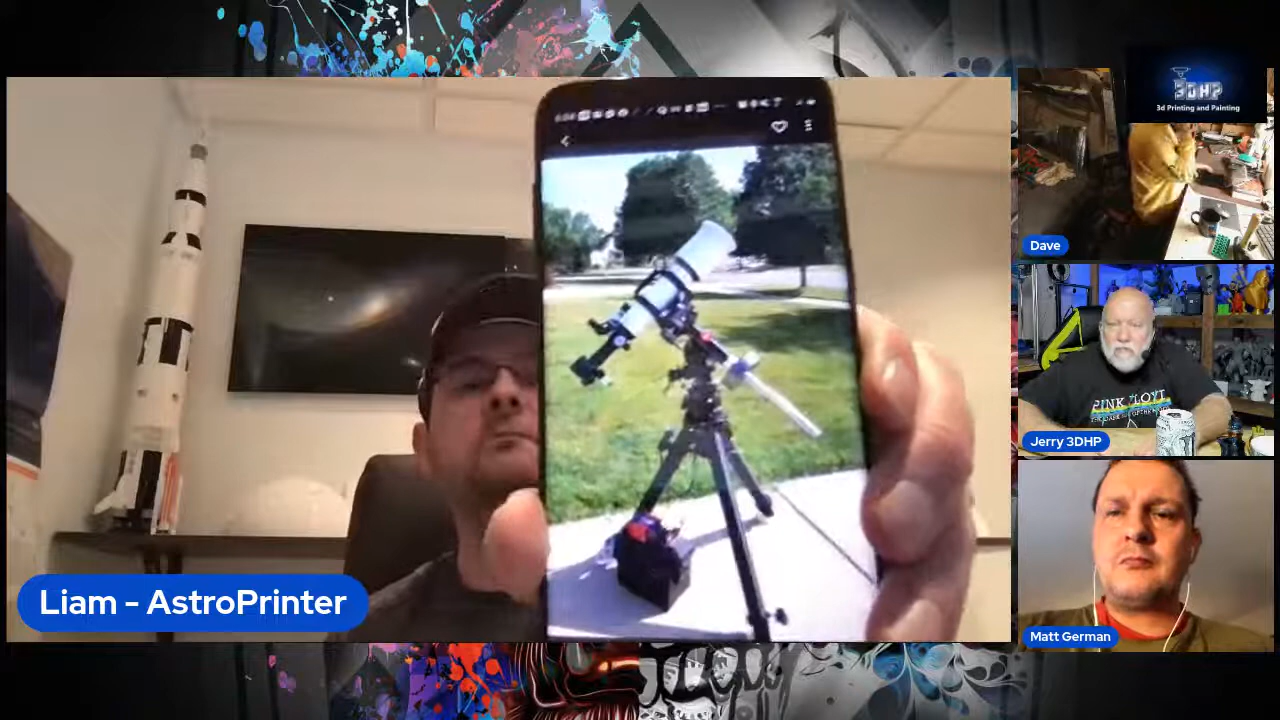 3DHP
3d Printing and Painting
Dave
PINK FLOYD
Jerry 3DHP
Liam - AstroPrinter
Matt German